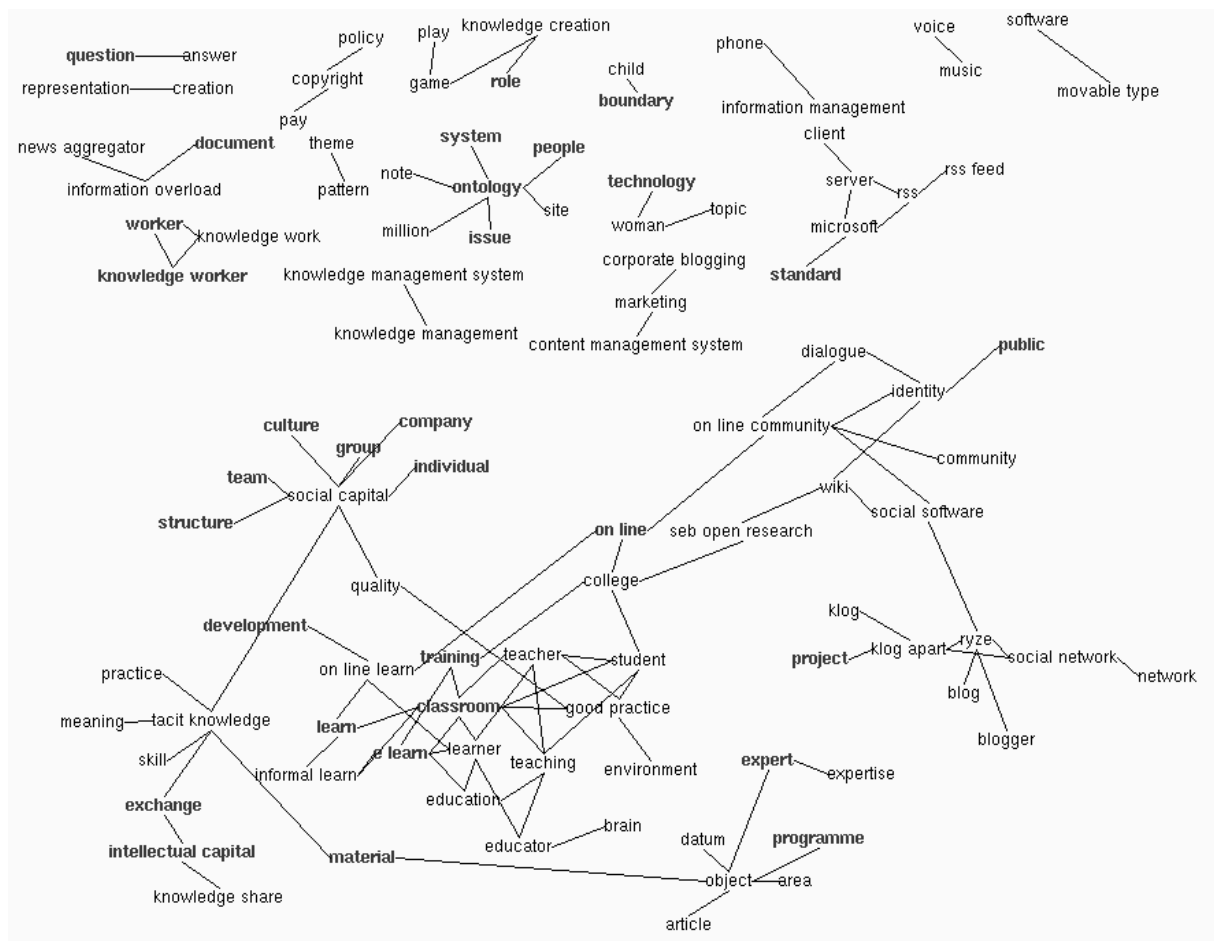 software
play
knowledge creation
voice
policy
phone
question
answer
child
music
copyright
game
role
representation
creation
movable type
boundary
information management
pay
client
system
document
theme
news aggregator
people
rss feed
note
technology
server
information overload
pattern
ontology
rss
site
topic
worker
knowledge work
million
issue
woman
microsoft
corporate blogging
knowledge worker
knowledge management system
standard
marketing
knowledge management
content management system
public
dialogue
identity
culture
company
on line community
group
community
individual
team
social capital
wiki
structure
social software
on line
seb open research
college
quality
klog
development
ryze
training
teacher
student
klog apart
social network
project
on line learn
practice
network
blog
classroom
good practice
meaning
tacit knowledge
learn
blogger
e learn
learner
skill
teaching
expert
informal learn
environment
expertise
education
exchange
brain
datum
programme
educator
intellectual capital
material
object
area
knowledge share
article